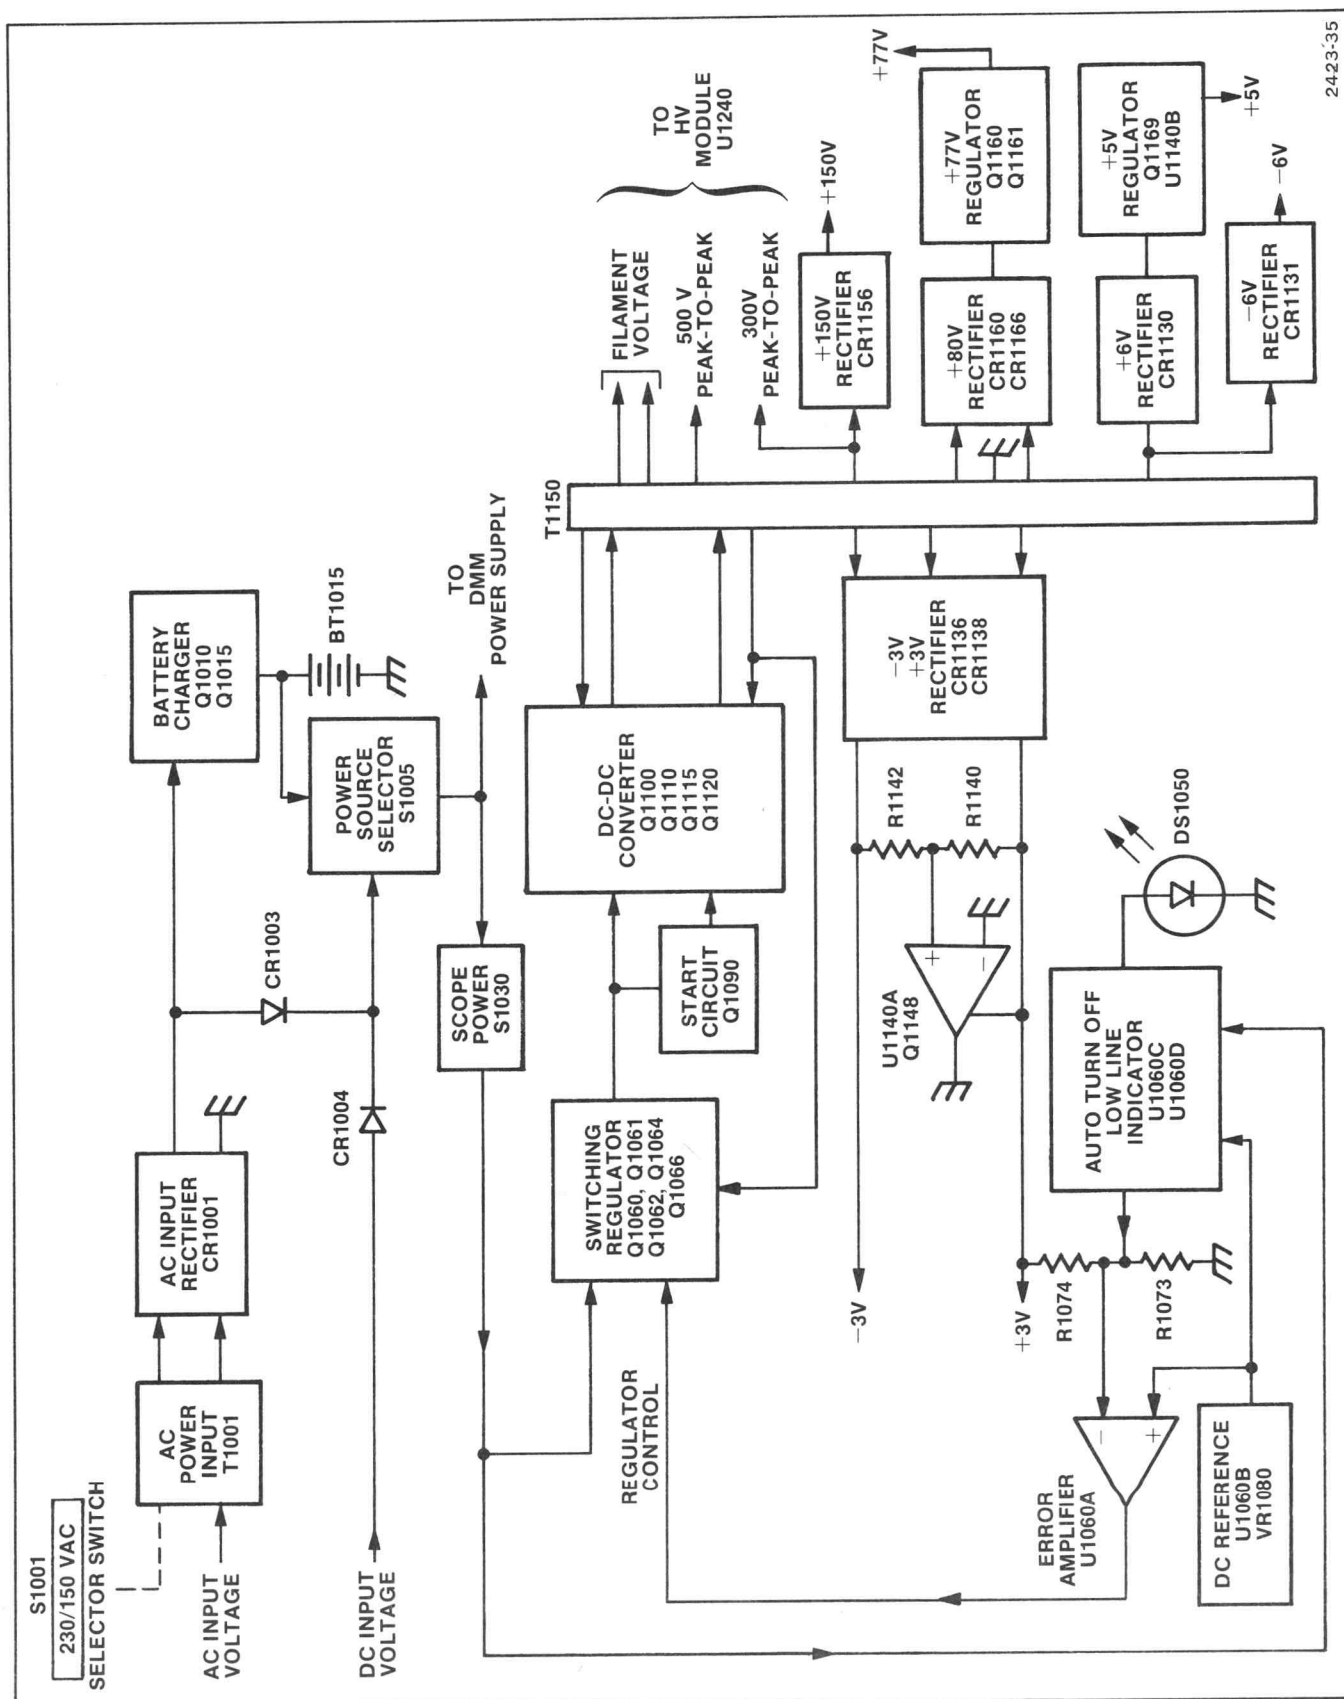 S1001
230/150 VAC
SELECTOR SWITCH
AC INPUT
VOLTAGE
DC INPUT
VOLTAGE
AC
POWER
INPUT
T1001
AC INPUT
RECTIFIER
CR1001
CR1003
CR1004
BATTERY
CHARGER
Q1010
Q1015
BT1015
POWER
SOURCE
SELECTOR
S1005
TO
DMM
POWER SUPPLY
SCOPE
POWER
S1030
SWITCHING
REGULATOR
Q1060, Q1061
Q1062, Q1064
Q1066
START
CIRCUIT
Q1090
DC-DC
CONVERTER
Q1100
Q1110
Q1115
Q1120
REGULATOR
CONTROL
T1150
FILAMENT
VOLTAGE
500 V
PEAK-TO-PEAK
300V
PEAK-TO-PEAK
TO
HV
MODULE
U1240
+150V
RECTIFIER
CR1156
+150V
+80V
RECTIFIER
CR1160
CR1166
+77V
REGULATOR
Q1160
Q1161
+77V
+6V
RECTIFIER
CR1130
+5V
REGULATOR
Q1169
U1140B
+5V
−6V
RECTIFIER
CR1131
−6V
−3V
+3V
RECTIFIER
CR1136
CR1138
R1142
R1140
+
−
U1140A
Q1148
−3V
+3V
R1074
R1073
AUTO TURN OFF
LOW LINE
INDICATOR
U1060C
U1060D
DS1050
ERROR
AMPLIFIER
U1060A
−
+
DC REFERENCE
U1060B
VR1080
2423-35